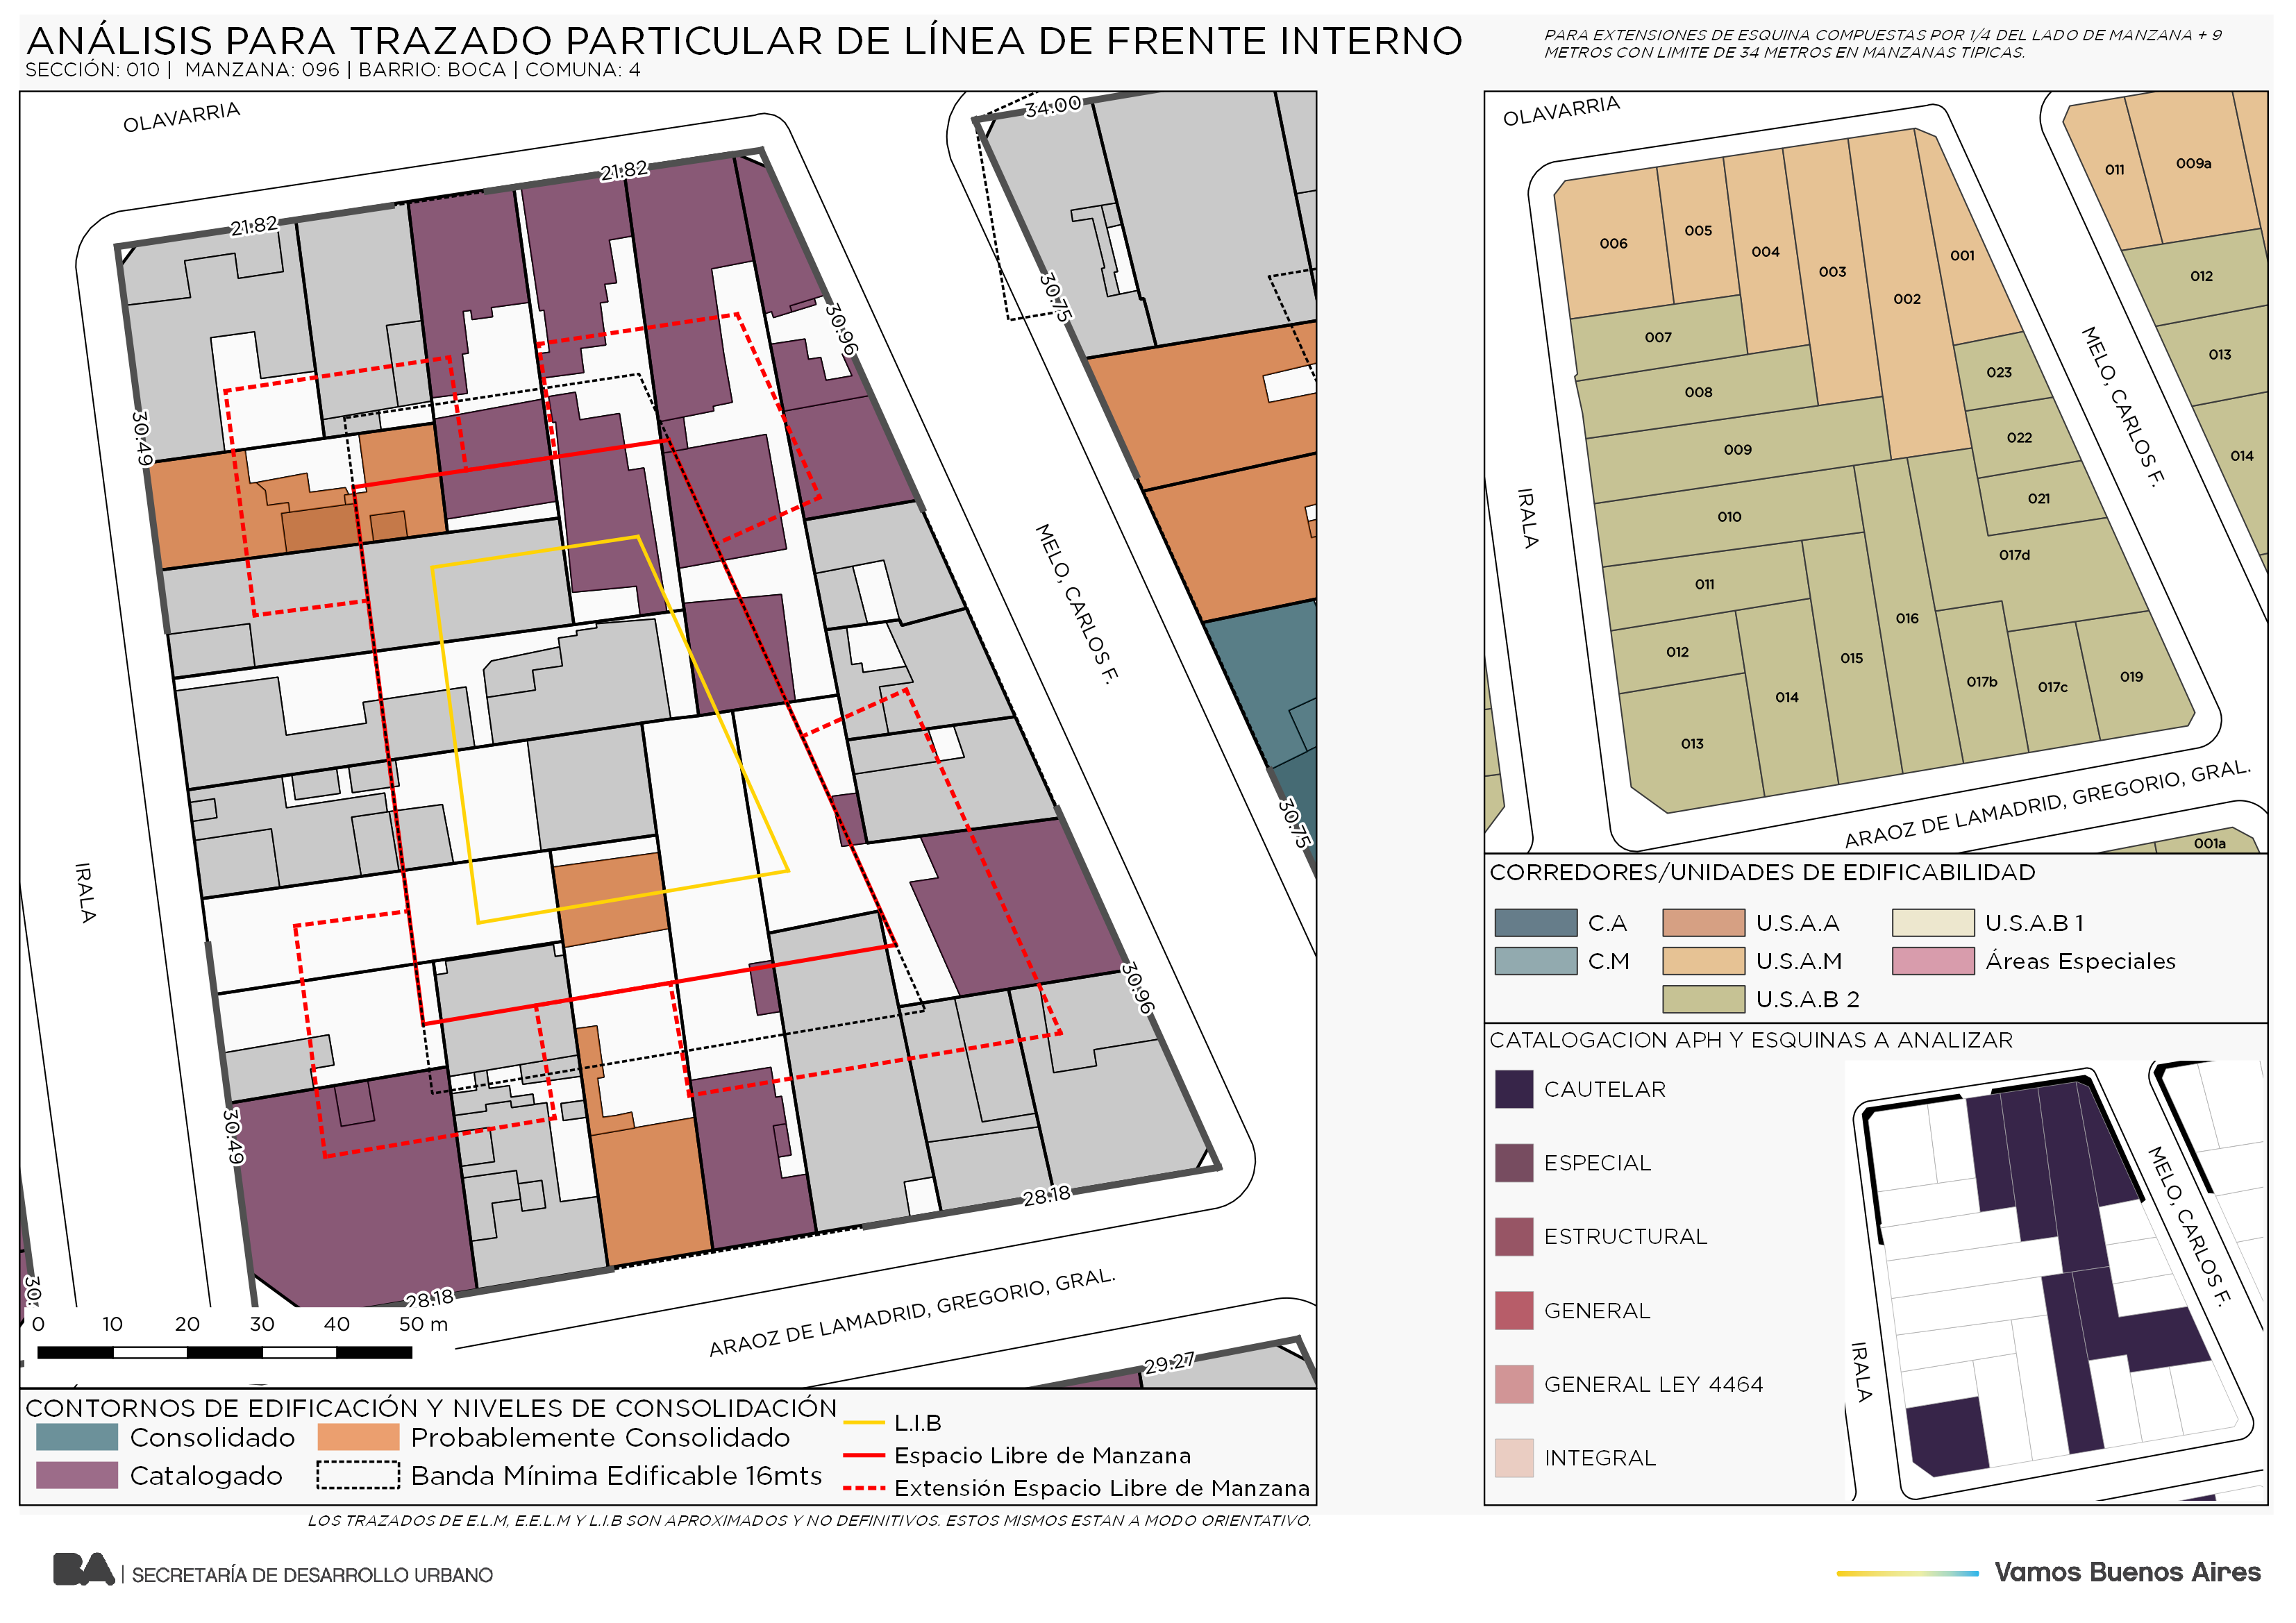 ANÁLISIS PARA TRAZADO PARTICULAR DE LÍNEA DE FRENTE INTERNO
SECCIÓN: 010 | MANZANA: 096 | BARRIO: BOCA | COMUNA: 4
PARA EXTENSIONES DE ESQUINA COMPUESTAS POR 1/4 DEL LADO DE MANZANA + 9
METROS CON LIMITE DE 34 METROS EN MANZANAS TIPICAS.
OLAVARRIA
34.00
21.82
21.82
30.75
30.96
30.49
MELO, CARLOS F.
30.75
IRALA
30.96
30.49
28.18
28.18
ARAOZ DE LAMADRID, GREGORIO, GRAL.
29.27
0 10 20 30 40 50 m
CONTORNOS DE EDIFICACIÓN Y NIVELES DE CONSOLIDACIÓN
Consolidado
Probablemente Consolidado
Catalogado
Banda Mínima Edificable 16mts
L.I.B
Espacio Libre de Manzana
Extensión Espacio Libre de Manzana
LOS TRAZADOS DE E.L.M, E.E.L.M Y L.I.B SON APROXIMADOS Y NO DEFINITIVOS. ESTOS MISMOS ESTAN A MODO ORIENTATIVO.
OLAVARRIA
011
009a
006
005
004
003
002
001
012
007
008
023
013
009
022
014
010
021
017d
011
016
012
015
014
017b
017c
019
013
IRALA
MELO, CARLOS F.
ARAOZ DE LAMADRID, GREGORIO, GRAL.
001a
CORREDORES/UNIDADES DE EDIFICABILIDAD
C.A
U.S.A.A
U.S.A.B 1
C.M
U.S.A.M
Áreas Especiales
U.S.A.B 2
CATALOGACION APH Y ESQUINAS A ANALIZAR
CAUTELAR
ESPECIAL
ESTRUCTURAL
GENERAL
GENERAL LEY 4464
INTEGRAL
MELO, CARLOS F.
IRALA
BA | SECRETARÍA DE DESARROLLO URBANO
Vamos Buenos Aires